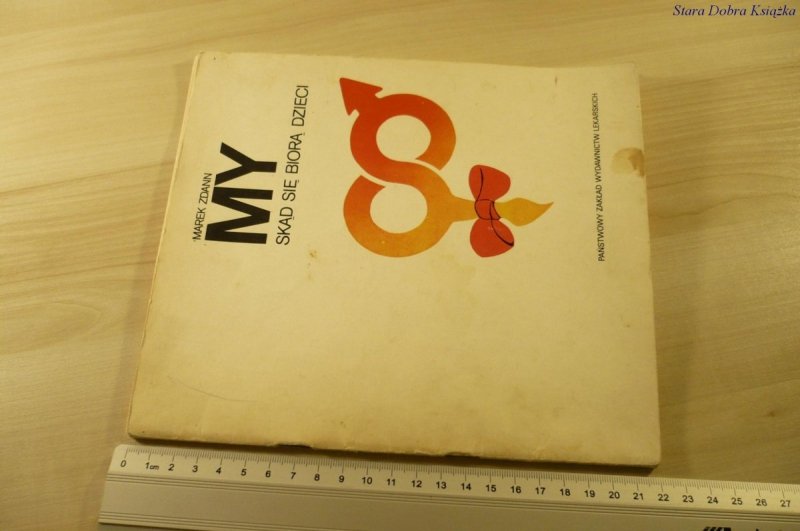 Stara Dobra Książka
MAREK ZDANN
MY
SKĄD SIĘ BIORĄ DZIECI
PAŃSTWOWY ZAKŁAD WYDAWNICTW LEKARSKICH
0 1cm 2 3 4 5 6 7 8 9 10 11 12 13 14 15 16 17 18 19 20 21 22 23 24 25 26 27